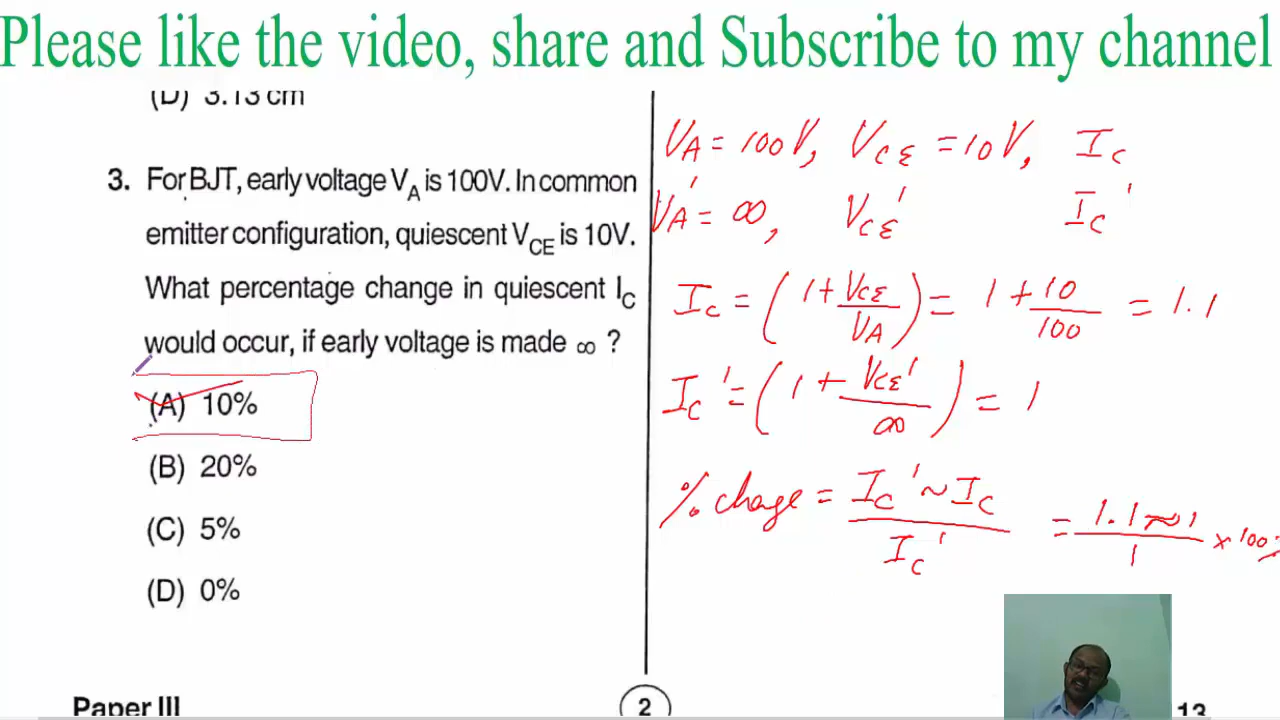 Please like the video, share and Subscribe to my channel
(D) 3.13 cm
3. For BJT, early voltage V_A is 100V. In common
emitter configuration, quiescent V_CE is 10V.
What percentage change in quiescent I_C
would occur, if early voltage is made ∞ ?
(A) 10%
(B) 20%
(C) 5%
(D) 0%
Paper III
2
13
V_A = 100V, V_CE = 10V, I_C
V_A' = ∞, V_CE' I_C'
I_C = (1 + V_CE/V_A) = 1 + 10/100 = 1.1
I_C' = (1 + V_CE'/∞) = 1
% change = I_C' ~ I_C / I_C' = 1.1 ~ 1 / 1 × 100%